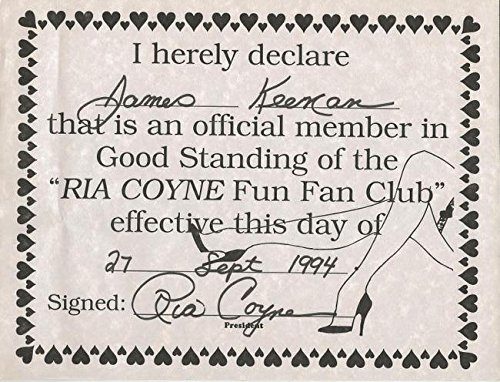 I herely declare
James Keenan
that is an official member in
Good Standing of the
"RIA COYNE Fun Fan Club"
effective this day of
27 Sept 1994.
Signed: Ria Coyne
President